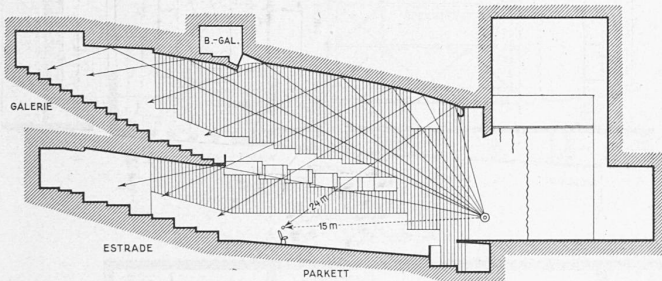 B.-GAL.
GALERIE
24 m
15 m
ESTRADE
PARKETT